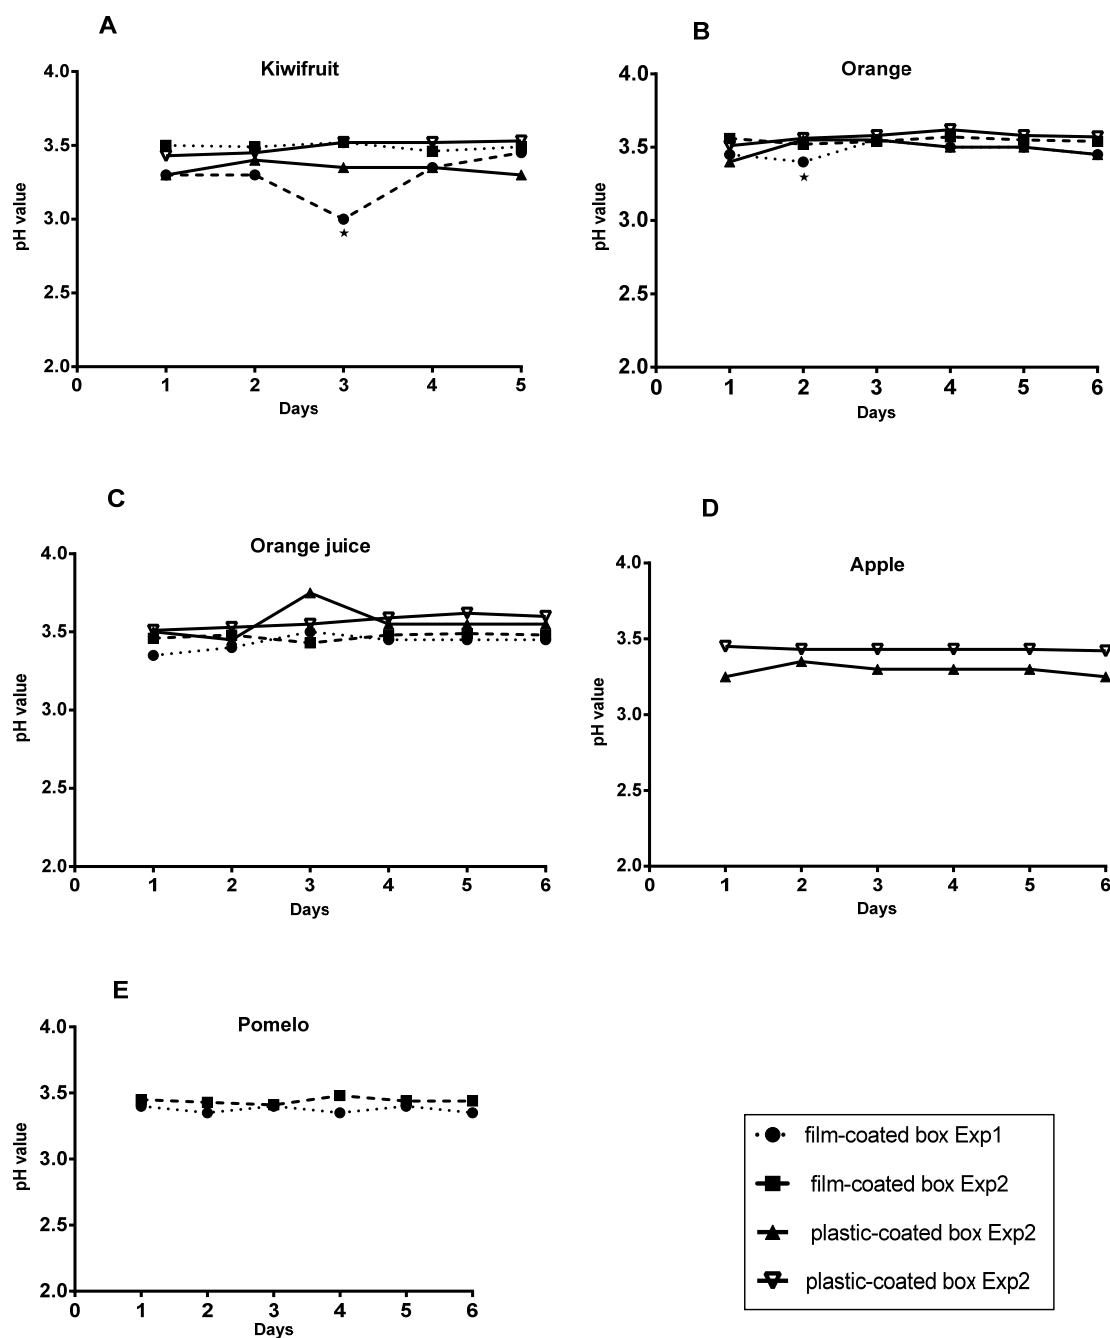 A
Kiwifruit
4.0
3.5
3.0
2.5
2.0
pH value
0 1 2 3 4 5
Days
B
Orange
4.0
3.5
3.0
2.5
2.0
pH value
0 1 2 3 4 5 6
Days
C
Orange juice
4.0
3.5
3.0
2.5
2.0
pH value
0 1 2 3 4 5 6
Days
D
Apple
4.0
3.5
3.0
2.5
2.0
pH value
0 1 2 3 4 5 6
Days
E
Pomelo
4.0
3.5
3.0
2.5
2.0
pH value
0 1 2 3 4 5 6
Days
film-coated box Exp1
film-coated box Exp2
plastic-coated box Exp2
plastic-coated box Exp2